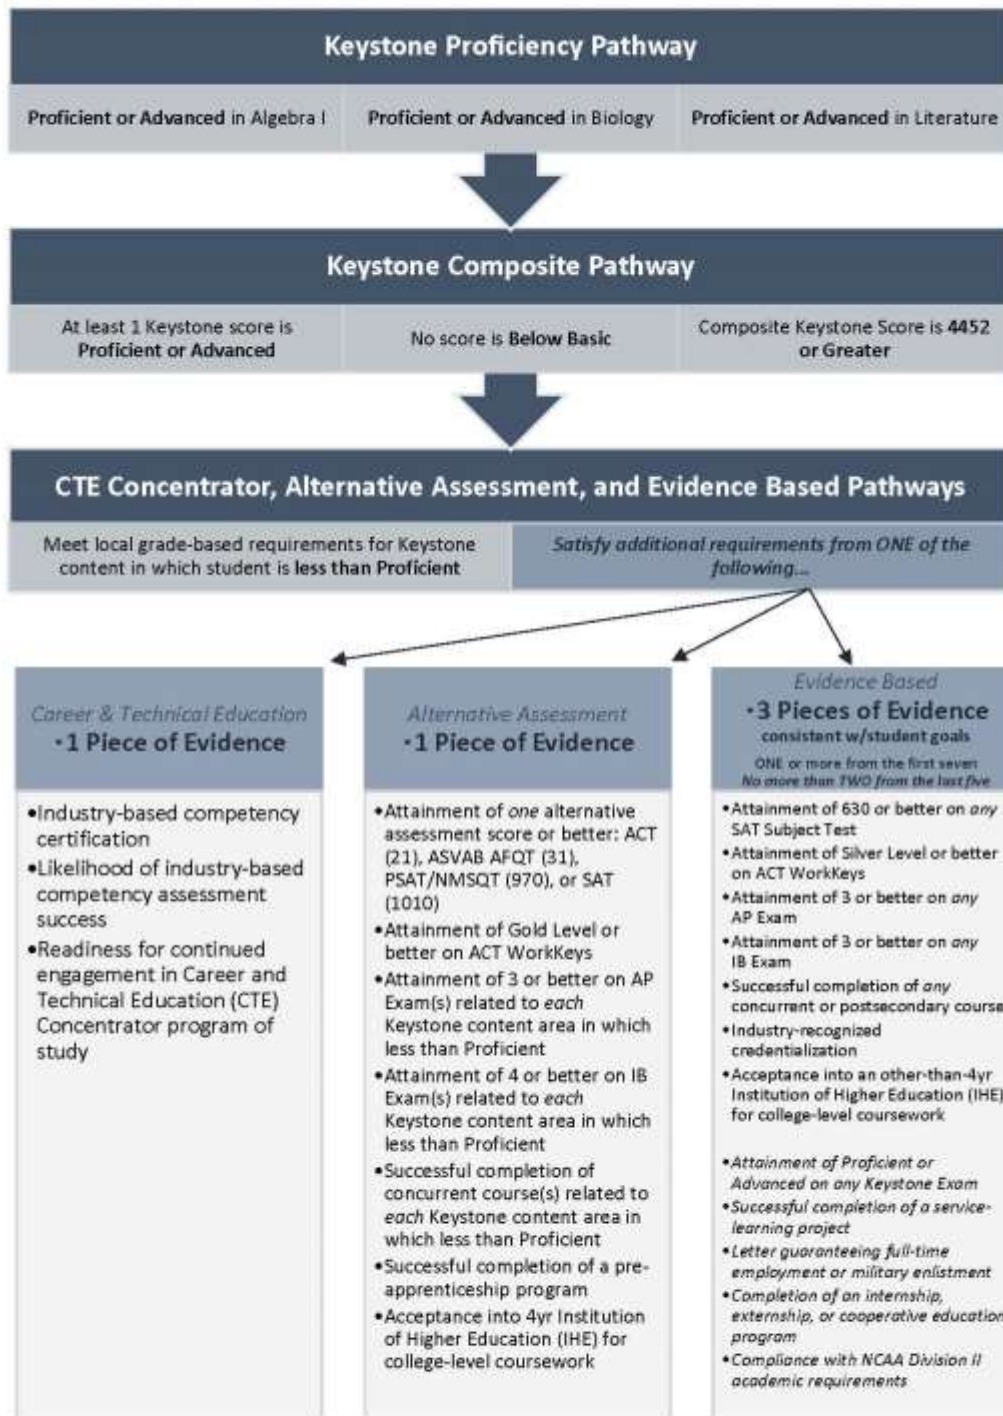 Keystone Proficiency Pathway
Proficient or Advanced in Algebra I
Proficient or Advanced in Biology
Proficient or Advanced in Literature
Keystone Composite Pathway
At least 1 Keystone score is
Proficient or Advanced
No score is Below Basic
Composite Keystone Score is 4452
or Greater
CTE Concentrator, Alternative Assessment, and Evidence Based Pathways
Meet local grade-based requirements for Keystone
content in which student is less than Proficient
Satisfy additional requirements from ONE of the
following...
Career & Technical Education
•1 Piece of Evidence
•Industry-based competency
certification
•Likelihood of industry-based
competency assessment
success
•Readiness for continued
engagement in Career and
Technical Education (CTE)
Concentrator program of
study
Alternative Assessment
•1 Piece of Evidence
•Attainment of one alternative
assessment score or better: ACT
(21), ASVAB AFQT (31),
PSAT/NMSQT (970), or SAT
(1010)
•Attainment of Gold Level or
better on ACT WorkKeys
•Attainment of 3 or better on AP
Exam(s) related to each
Keystone content area in which
less than Proficient
•Attainment of 4 or better on IB
Exam(s) related to each
Keystone content area in which
less than Proficient
•Successful completion of
concurrent course(s) related to
each Keystone content area in
which less than Proficient
•Successful completion of a pre-
apprenticeship program
•Acceptance into 4yr Institution
of Higher Education (IHE) for
college-level coursework
Evidence Based
•3 Pieces of Evidence
consistent w/student goals
ONE or more from the first seven
No more than TWO from the last five
•Attainment of 630 or better on any
SAT Subject Test
•Attainment of Silver Level or better
on ACT WorkKeys
•Attainment of 3 or better on any
AP Exam
•Attainment of 3 or better on any
IB Exam
•Successful completion of any
concurrent or postsecondary course
•Industry-recognized
credentialization
•Acceptance into an other-than-4yr
Institution of Higher Education (IHE)
for college-level coursework
•Attainment of Proficient or
Advanced on any Keystone Exam
•Successful completion of a service-
learning project
•Letter guaranteeing full-time
employment or military enlistment
•Completion of an internship,
externship, or cooperative education
program
•Compliance with NCAA Division II
academic requirements